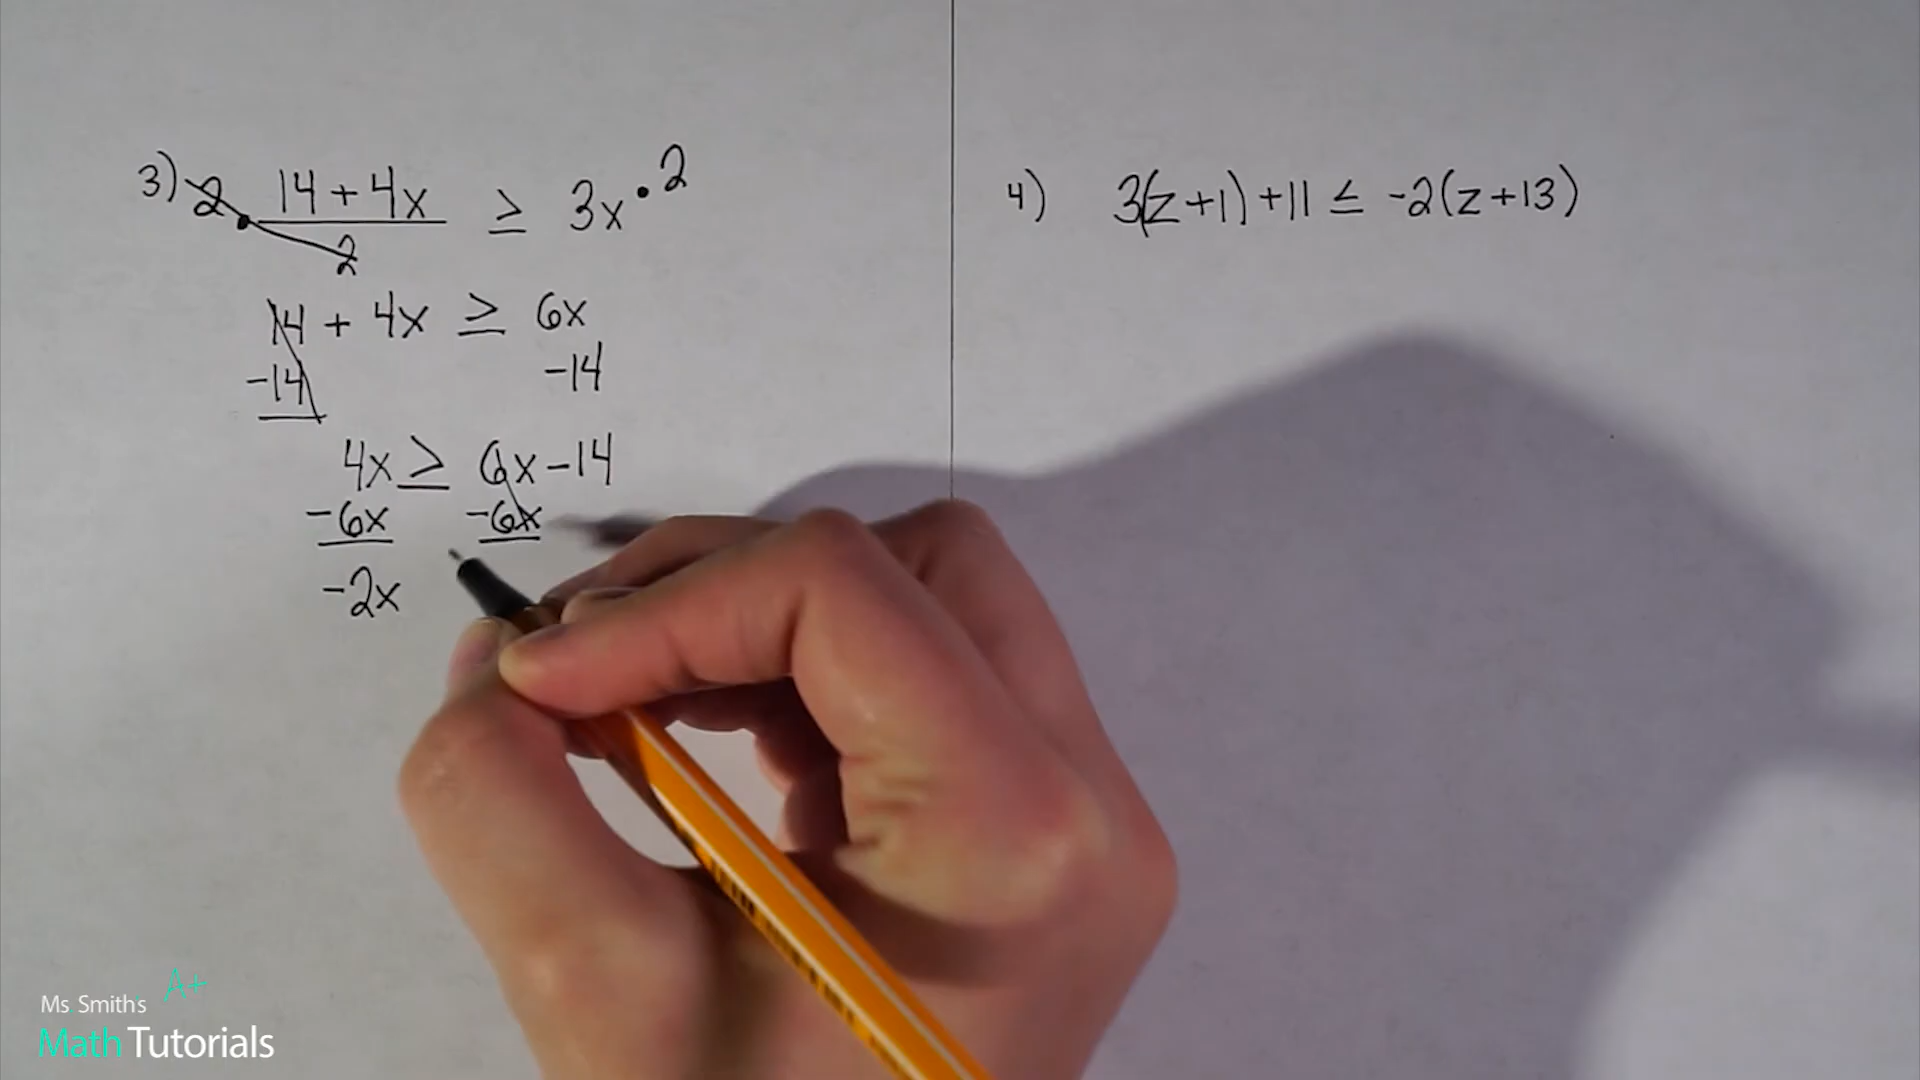 3) 2 • 14 + 4x ≥ 3x • 2
2
14 + 4x ≥ 6x
-14 -14
4x ≥ 6x - 14
-6x -6x
-2x
4) 3(z+1) + 11 ≤ -2(z+13)
Ms. Smith's A+
Math Tutorials